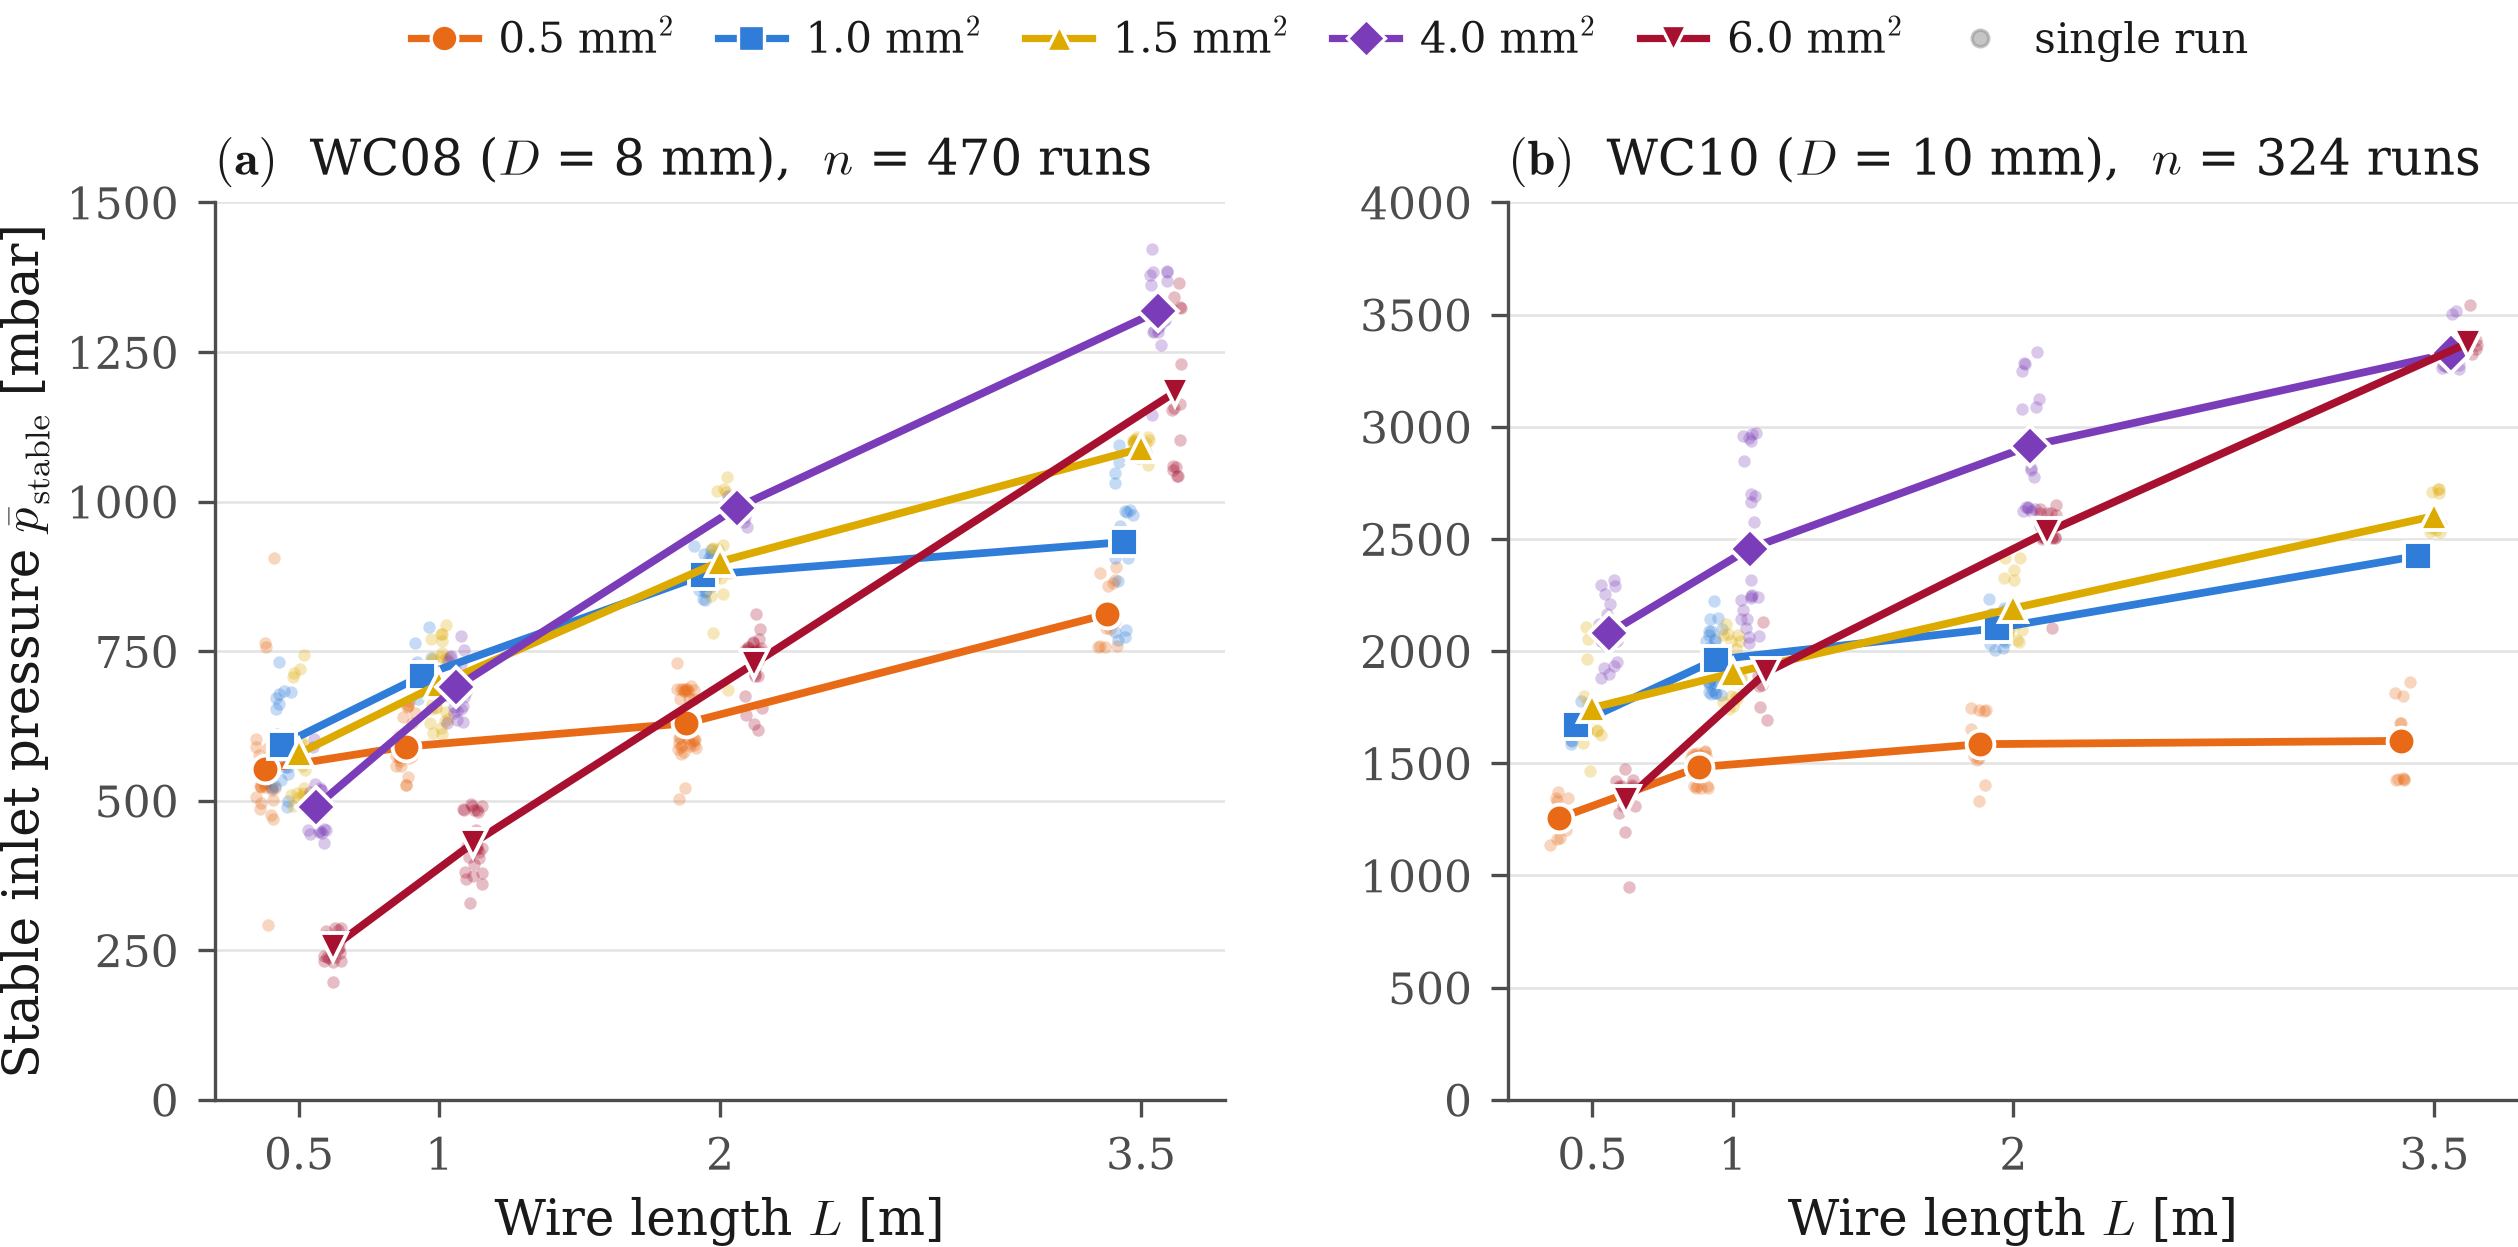 0.5 mm² 1.0 mm² 1.5 mm² 4.0 mm² 6.0 mm² single run
(a) WC08 (D = 8 mm), n = 470 runs
(b) WC10 (D = 10 mm), n = 324 runs
Stable inlet pressure p̄stable [mbar]
1500
1250
1000
750
500
250
0
0.5 1 2 3.5
Wire length L [m]
4000
3500
3000
2500
2000
1500
1000
500
0
0.5 1 2 3.5
Wire length L [m]